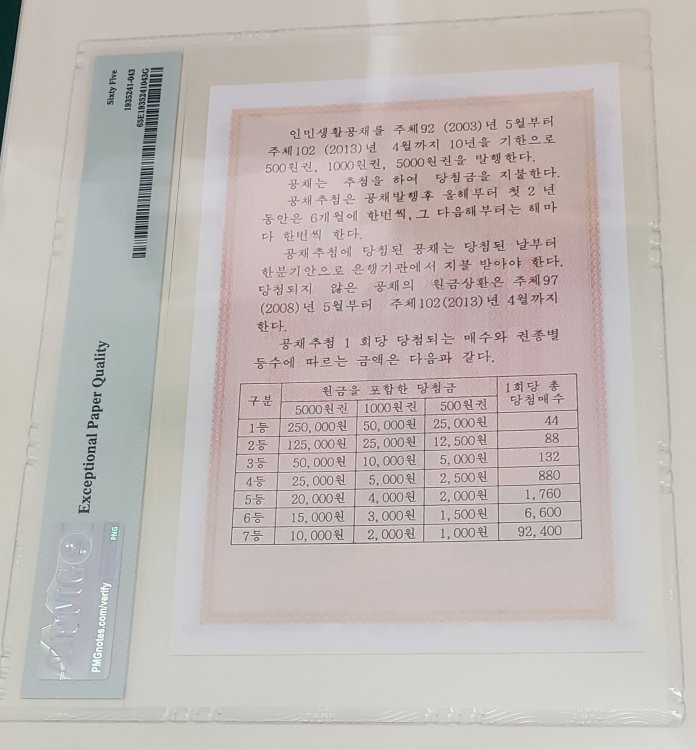 Sixty Five
1935241-043
65E1935241043G
Exceptional Paper Quality
PMG
PMGnotes.com/verify
인민생활공채를 주체92 (2003)년 5월부터
주체102 (2013)년 4월까지 10년을 기한으로
500원권, 1000원권, 5000원권을 발행한다.
공채는 추첨을 하여 당첨금을 지불한다.
공채추첨은 공채발행후 올해부터 첫 2 년
동안은 6개월에 한번씩, 그 다음해부터는 해마
다 한번씩 한다.
공채추첨에 당첨된 공채는 당첨된 날부터
한분기안으로 은행기관에서 지불 받아야 한다.
당첨되지 않은 공채의 원금상환은 주체97
(2008)년 5월부터 주체102(2013)년 4월까지
한다.
공채추첨 1 회당 당첨되는 매수와 권종별
등수에 따르는 금액은 다음과 같다.
구분 원금을 포함한 당첨금 1회당 총
당첨매수
5000원권 1000원권 500원권
1등 250,000원 50,000원 25,000원 44
2등 125,000원 25,000원 12,500원 88
3등 50,000원 10,000원 5,000원 132
4등 25,000원 5,000원 2,500원 880
5등 20,000원 4,000원 2,000원 1,760
6등 15,000원 3,000원 1,500원 6,600
7등 10,000원 2,000원 1,000원 92,400